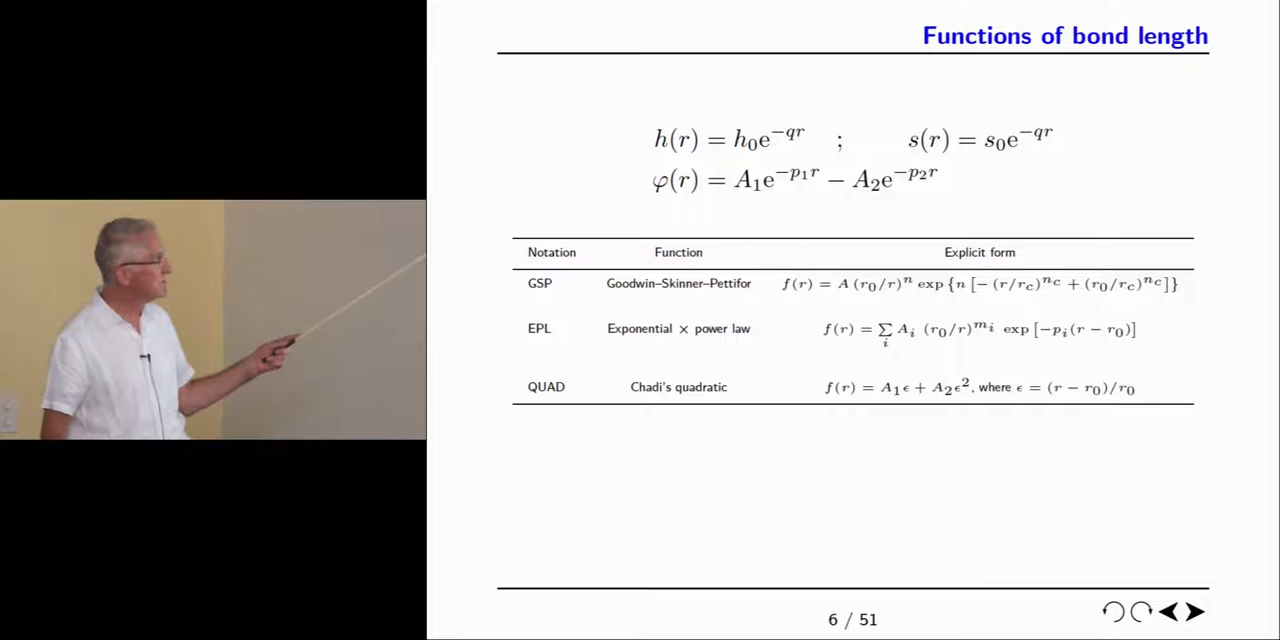 Functions of bond length
h(r) = h₀e⁻qr ; s(r) = s₀e⁻qr
φ(r) = A₁e⁻p₁r − A₂e⁻p₂r
Notation Function Explicit form
GSP Goodwin–Skinner–Pettifor f(r) = A (r₀/r)ⁿ exp {n [− (r/r_c)^n_c + (r₀/r_c)^n_c]}
EPL Exponential × power law f(r) = ∑_i A_i (r₀/r)^m_i exp [−p_i(r − r₀)]
QUAD Chadi's quadratic f(r) = A₁ϵ + A₂ϵ², where ϵ = (r − r₀)/r₀
6 / 51